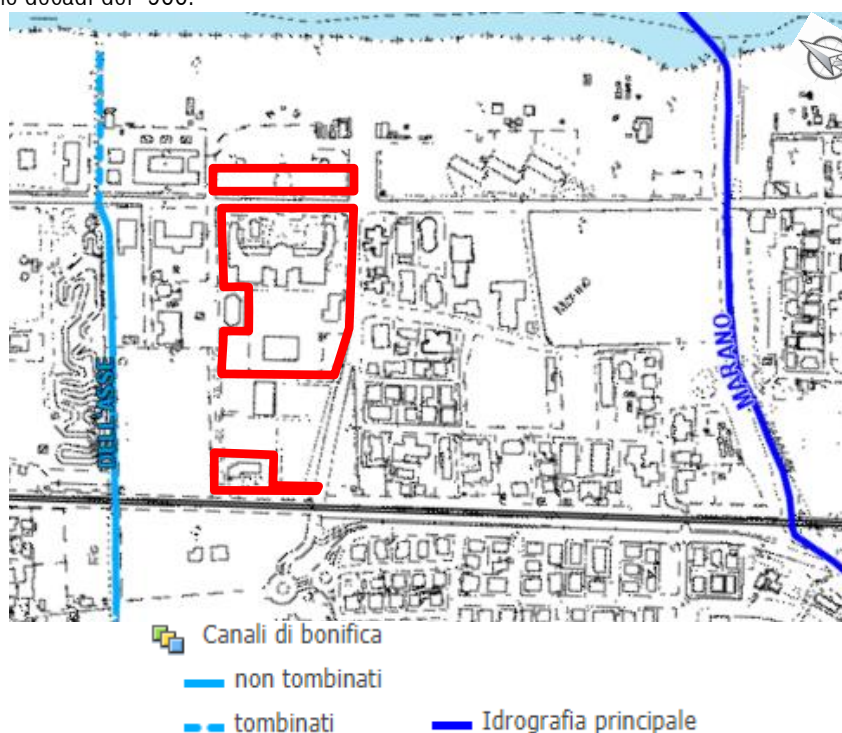 DELL'ASSE
MARANO
Canali di bonifica
non tombinati
tombinati
Idrografia principale